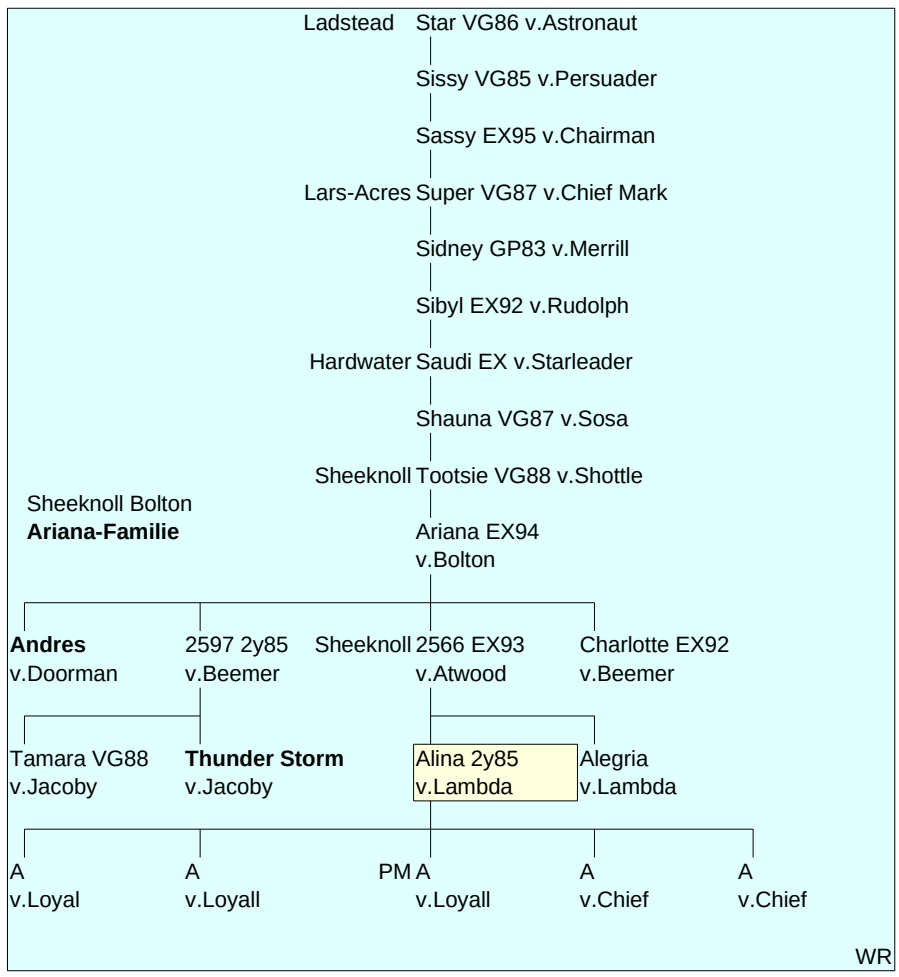 Ladstead Star VG86 v.Astronaut
Sissy VG85 v.Persuader
Sassy EX95 v.Chairman
Lars-Acres Super VG87 v.Chief Mark
Sidney GP83 v.Merrill
Sibyl EX92 v.Rudolph
Hardwater Saudi EX v.Starleader
Shauna VG87 v.Sosa
Sheeknoll Tootsie VG88 v.Shottle
Sheeknoll Bolton
Ariana-Familie Ariana EX94
v.Bolton
Andres 2597 2y85 Sheeknoll 2566 EX93 Charlotte EX92
v.Doorman v.Beemer v.Atwood v.Beemer
Tamara VG88 Thunder Storm Alina 2y85 Alegria
v.Jacoby v.Jacoby v.Lambda v.Lambda
A A PM A A A
v.Loyal v.Loyall v.Loyall v.Chief v.Chief
WR